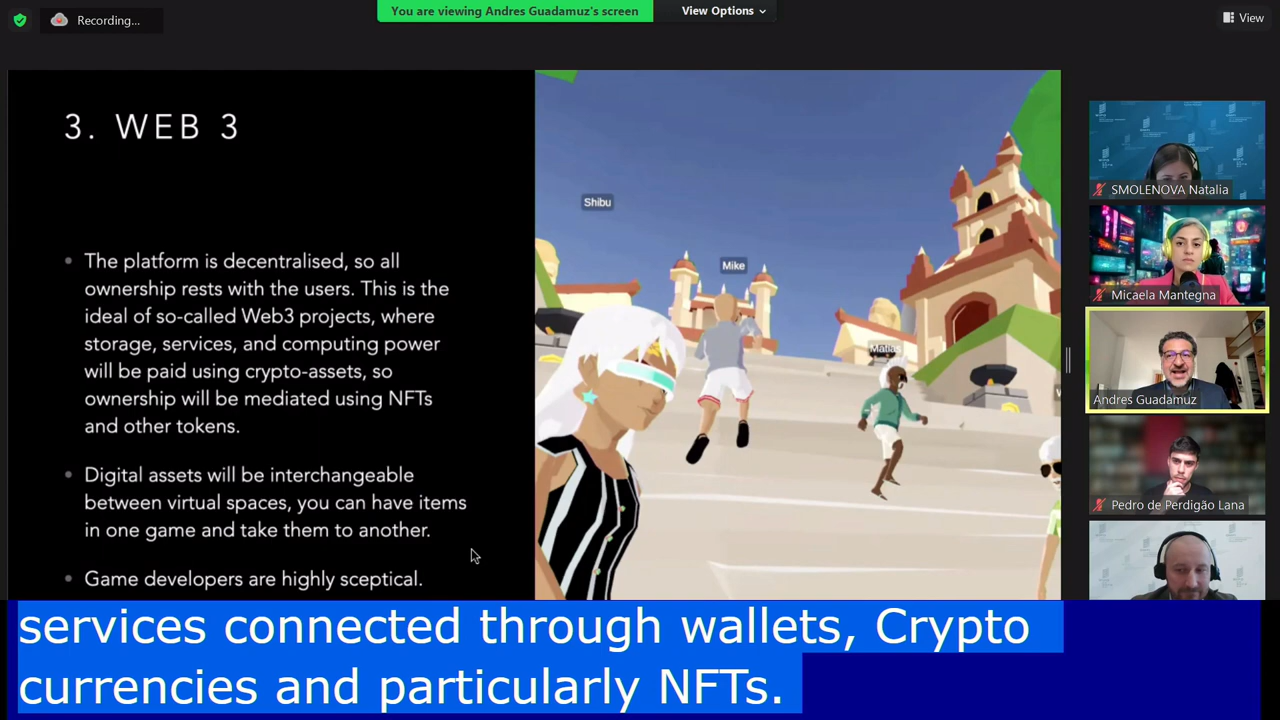 Recording...
You are viewing Andres Guadamuz's screen
View Options
View
3. WEB 3
The platform is decentralised, so all
ownership rests with the users. This is the
ideal of so-called Web3 projects, where
storage, services, and computing power
will be paid using crypto-assets, so
ownership will be mediated using NFTs
and other tokens.
Digital assets will be interchangeable
between virtual spaces, you can have items
in one game and take them to another.
Game developers are highly sceptical.
Shibu
Mike
Matias
SMOLENOVA Natalia
Micaela Mantegna
Andres Guadamuz
Pedro de Perdigão Lana
services connected through wallets, Crypto
currencies and particularly NFTs.